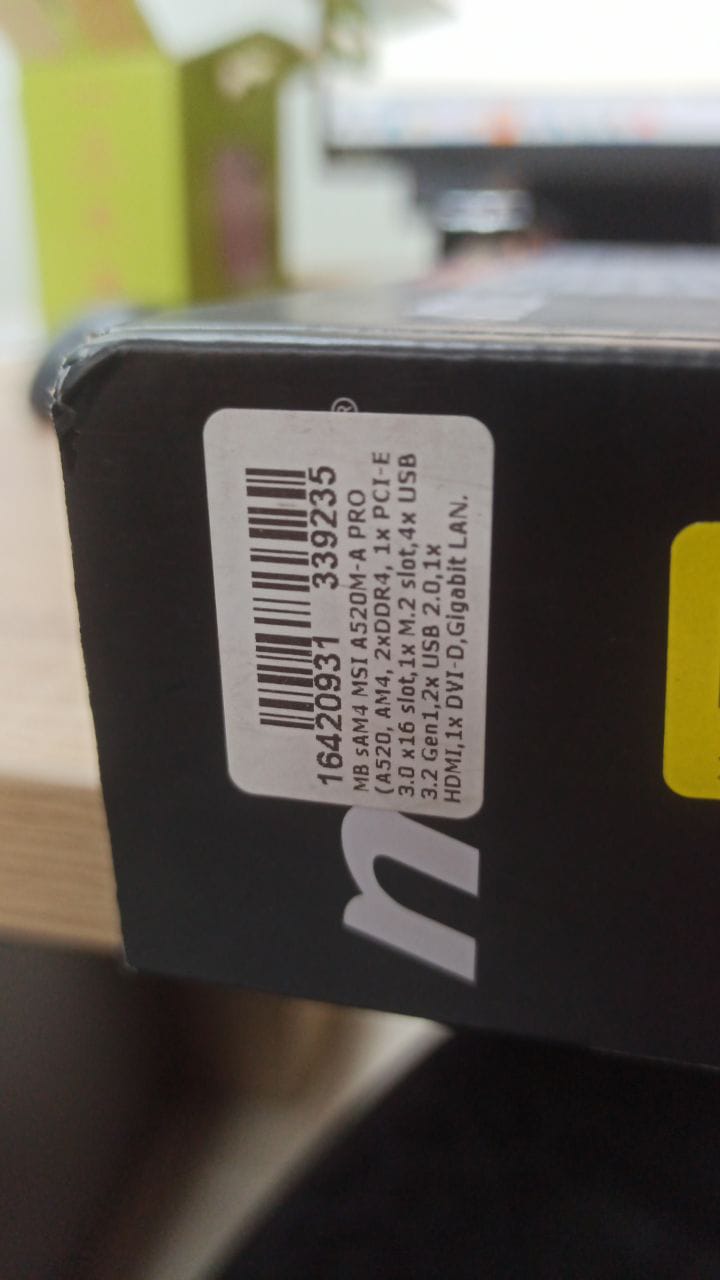 16420931 339235
MB sAM4 MSI A520M-A PRO
(A520, AM4, 2xDDR4, 1x PCI-E
3.0 x16 slot,1x M.2 slot,4x USB
3.2 Gen1,2x USB 2.0,1x
HDMI,1x DVI-D,Gigabit LAN.
m
®